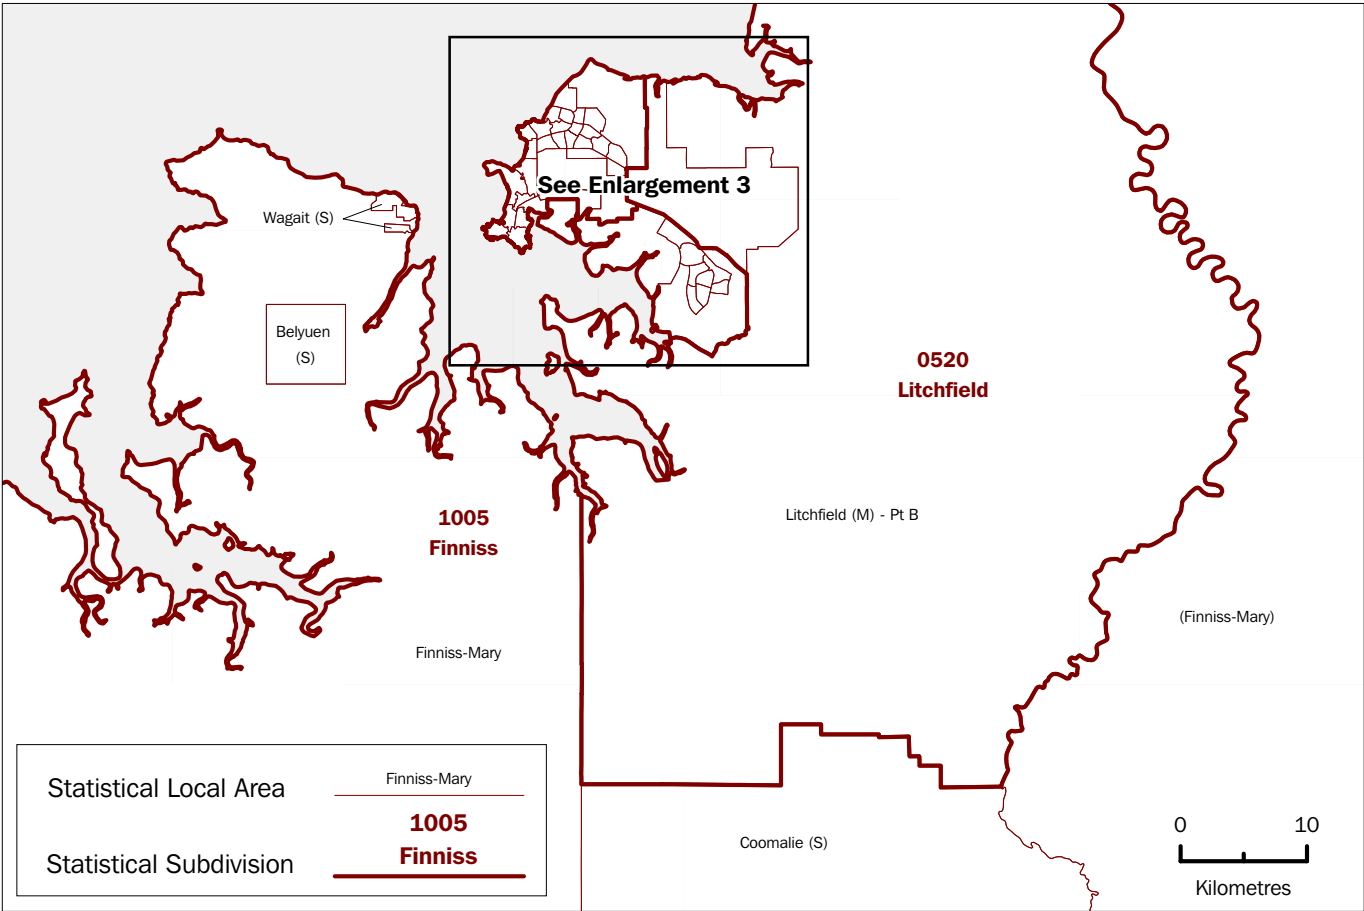 See Enlargement 3
Wagait (S)
Belyuen
(S)
0520
Litchfield
1005
Finniss
Litchfield (M) - Pt B
(Finniss-Mary)
Finniss-Mary
Statistical Local Area
Finniss-Mary
1005
Finniss
Statistical Subdivision
Coomalie (S)
0 10
Kilometres